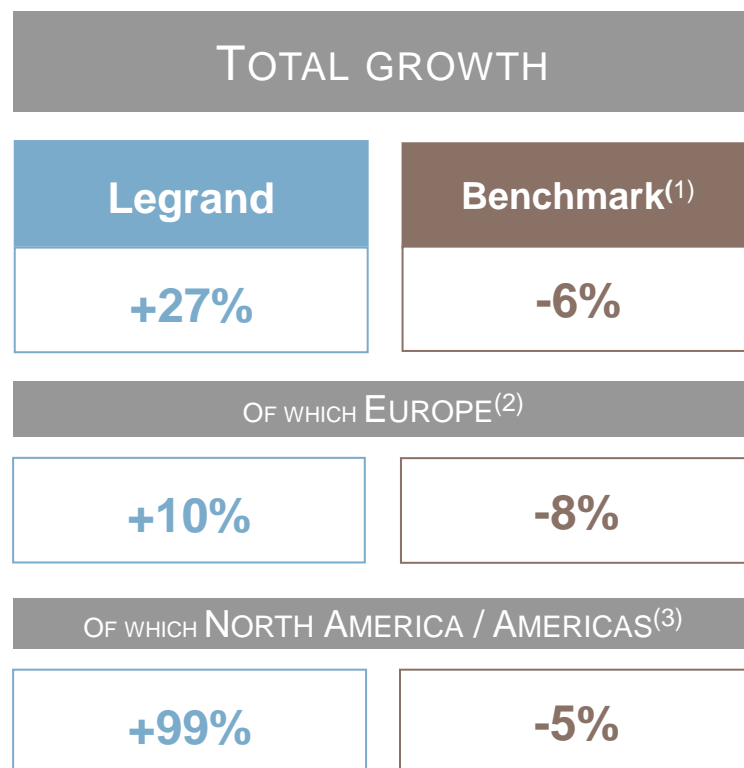 TOTAL GROWTH
Legrand Benchmark(1)
+27% -6%
OF WHICH EUROPE(2)
+10% -8%
OF WHICH NORTH AMERICA / AMERICAS(3)
+99% -5%